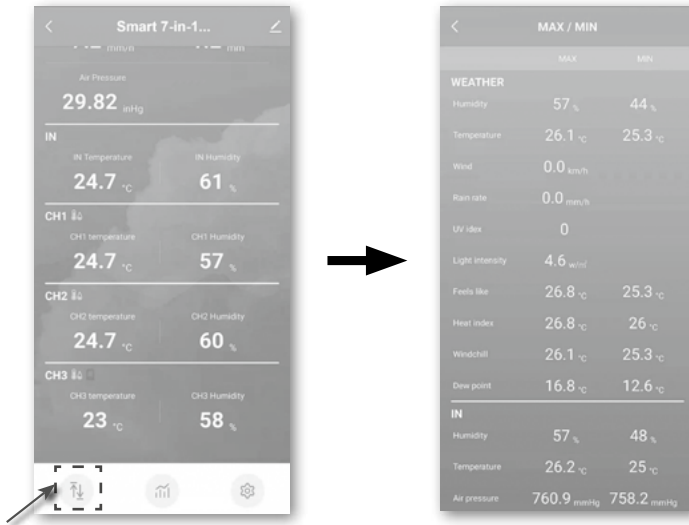 Smart 7-in-1...
mm/h mm
Air Pressure
29.82 inHg
IN
IN Temperature IN Humidity
24.7 °C 61 %
CH1
CH1 temperature CH1 Humidity
24.7 °C 57 %
CH2
CH2 temperature CH2 Humidity
24.7 °C 60 %
CH3
CH3 temperature CH3 Humidity
23 °C 58 %
MAX / MIN
MAX MIN
WEATHER
Humidity 57 % 44 %
Temperature 26.1 °C 25.3 °C
Wind 0.0 km/h
Rain rate 0.0 mm/h
UV idex 0
Light intensity 4.6 w/m²
Feels like 26.8 °C 25.3 °C
Heat index 26.8 °C 26 °C
Windchill 26.1 °C 25.3 °C
Dew point 16.8 °C 12.6 °C
IN
Humidity 57 % 48 %
Temperature 26.2 °C 25 °C
Air pressure 760.9 mmHg 758.2 mmHg